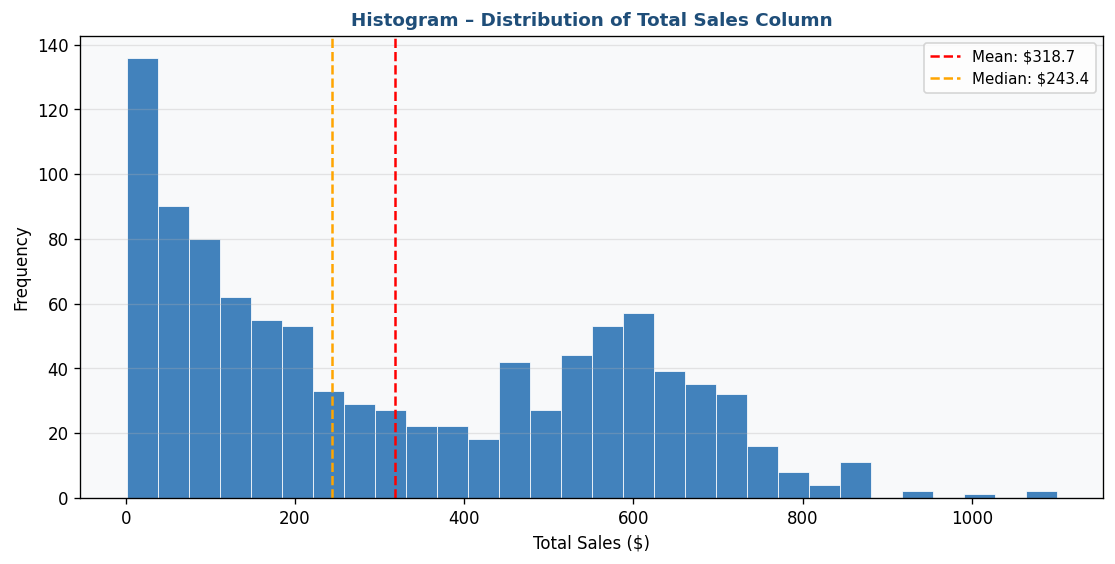 Histogram – Distribution of Total Sales Column
Mean: $318.7
Median: $243.4
140
120
100
80
60
40
20
0
Frequency
0 200 400 600 800 1000
Total Sales ($)